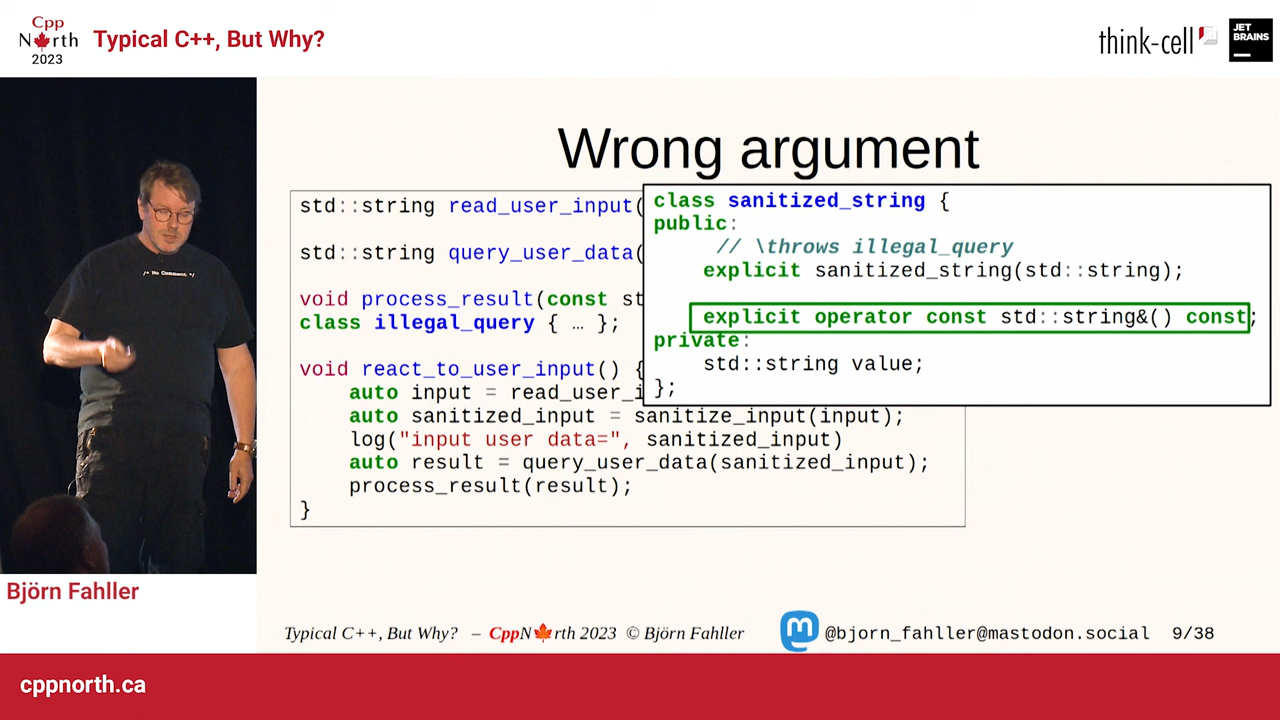 Cpp
North
2023
Typical C++, But Why?
think-cell
JET
BRAINS
/* No Comment */
Wrong argument
std::string read_user_input(
std::string query_user_data(
void process_result(const st
class illegal_query { … };
void react_to_user_input() {
auto input = read_user_i
auto sanitized_input = sanitize_input(input);
log("input user data=", sanitized_input)
auto result = query_user_data(sanitized_input);
process_result(result);
}
class sanitized_string {
public:
// \throws illegal_query
explicit sanitized_string(std::string);
explicit operator const std::string&() const;
private:
std::string value;
};
Björn Fahller
Typical C++, But Why? – CppNorth 2023 © Björn Fahller
@bjorn_fahller@mastodon.social 9/38
cppnorth.ca